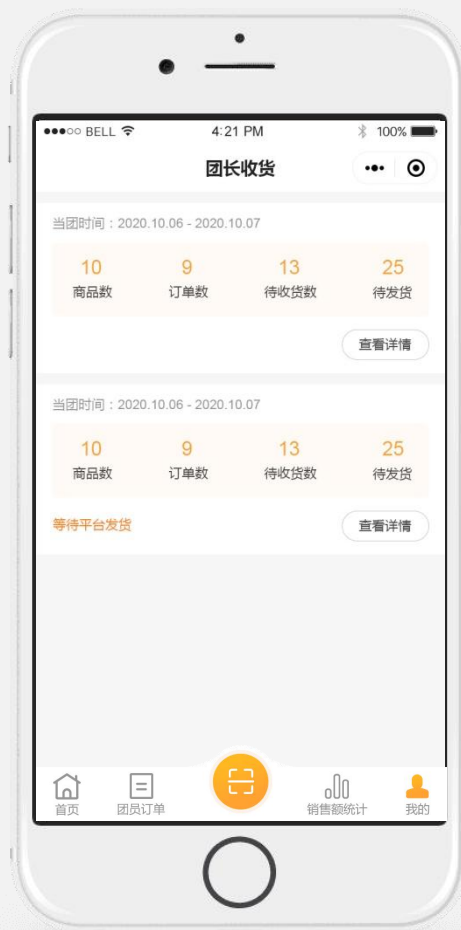 ●●●○○ BELL 4:21 PM 100%
团长收货
当团时间：2020.10.06 - 2020.10.07
10 9 13 25
商品数 订单数 待收货数 待发货
查看详情
当团时间：2020.10.06 - 2020.10.07
10 9 13 25
商品数 订单数 待收货数 待发货
等待平台发货 查看详情
首页 团员订单 销售额统计 我的